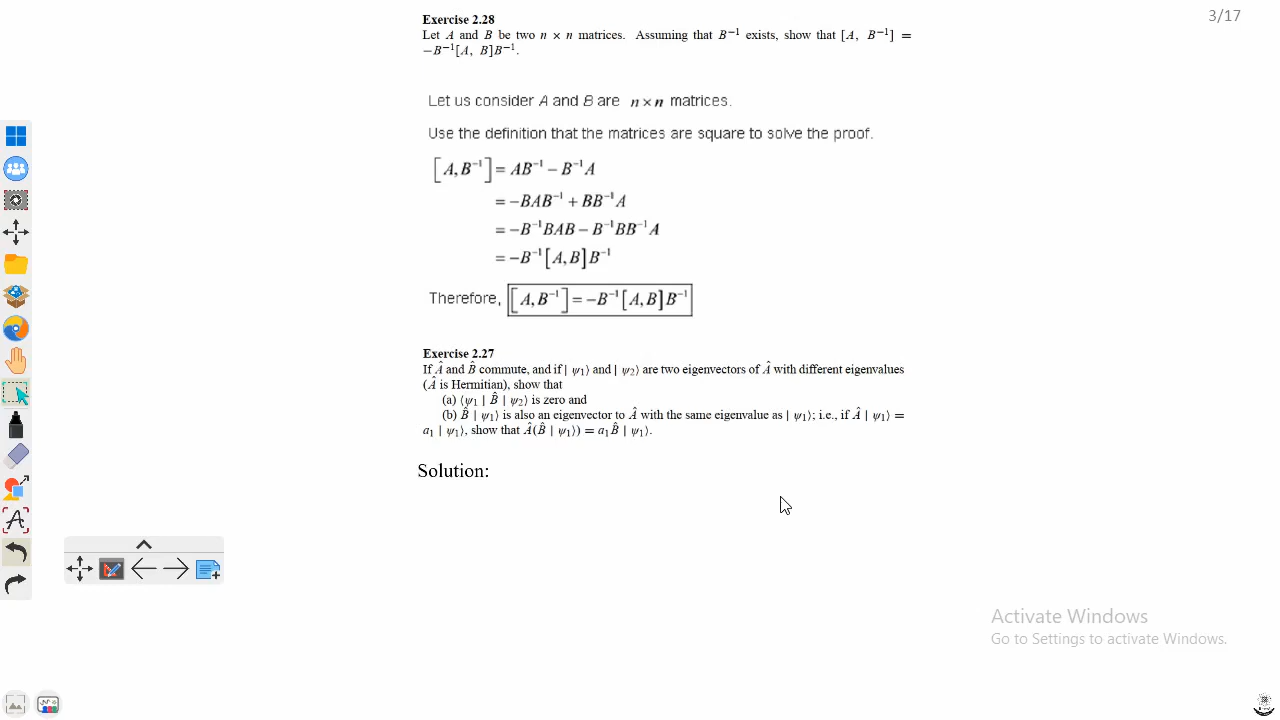 3/17
Exercise 2.28
Let A and B be two n × n matrices. Assuming that B⁻¹ exists, show that [A, B⁻¹] =
−B⁻¹[A, B]B⁻¹.
Let us consider A and B are n×n matrices.
Use the definition that the matrices are square to solve the proof.
[A, B⁻¹] = AB⁻¹ − B⁻¹A
= −BAB⁻¹ + BB⁻¹A
= −B⁻¹BAB − B⁻¹BB⁻¹A
= −B⁻¹[A, B]B⁻¹
Therefore, [A, B⁻¹] = −B⁻¹[A, B]B⁻¹
Exercise 2.27
If Â and B̂ commute, and if | ψ₁⟩ and | ψ₂⟩ are two eigenvectors of Â with different eigenvalues
(Â is Hermitian), show that
(a) ⟨ψ₁ | B̂ | ψ₂⟩ is zero and
(b) B̂ | ψ₁⟩ is also an eigenvector to Â with the same eigenvalue as | ψ₁⟩; i.e., if Â | ψ₁⟩ =
a₁ | ψ₁⟩, show that Â(B̂ | ψ₁⟩) = a₁B̂ | ψ₁⟩.
Solution:
Activate Windows
Go to Settings to activate Windows.